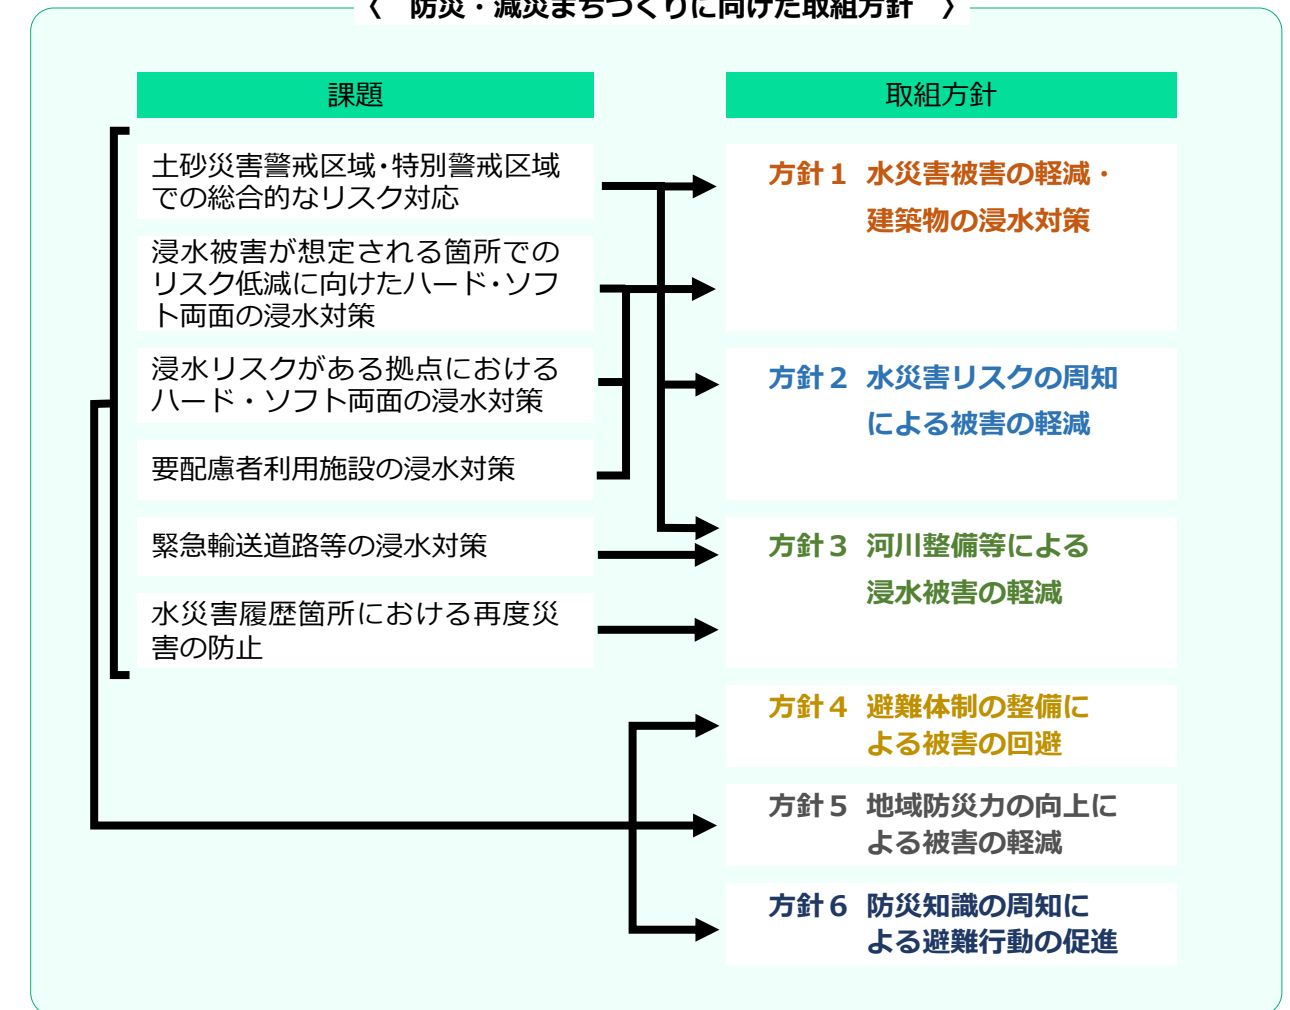 〈 防災・減災まちづくりに向けた取組方針 〉
課題
土砂災害警戒区域・特別警戒区域
での総合的なリスク対応
浸水被害が想定される箇所での
リスク低減に向けたハード・ソフ
ト両面の浸水対策
浸水リスクがある拠点における
ハード・ソフト両面の浸水対策
要配慮者利用施設の浸水対策
緊急輸送道路等の浸水対策
水災害履歴箇所における再度災
害の防止
取組方針
方針１ 水災害被害の軽減・
建築物の浸水対策
方針２ 水災害リスクの周知
による被害の軽減
方針３ 河川整備等による
浸水被害の軽減
方針４ 避難体制の整備に
よる被害の回避
方針５ 地域防災力の向上に
よる被害の軽減
方針６ 防災知識の周知に
よる避難行動の促進